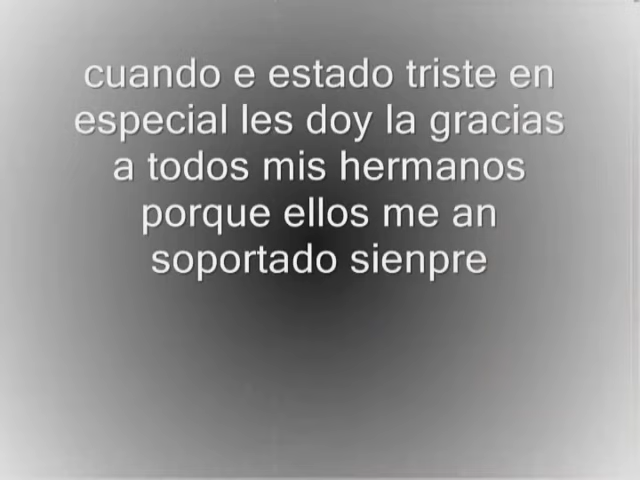 cuando e estado triste en
especial les doy la gracias
a todos mis hermanos
porque ellos me an
soportado sienpre